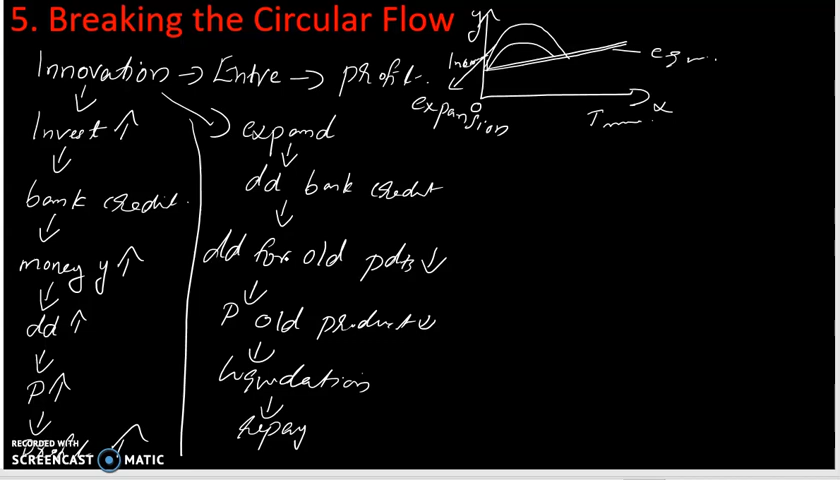 5. Breaking the Circular Flow
Innovation → Entre → profit.
Invest ↑
bank credit.
money y ↑
dd ↑
P ↑
↑
expand
dd bank credit
dd for old pdts ↓
P old product ↓
liquidation
repay
y
expansion
O
x
RECORDED WITH
SCREENCAST MATIC